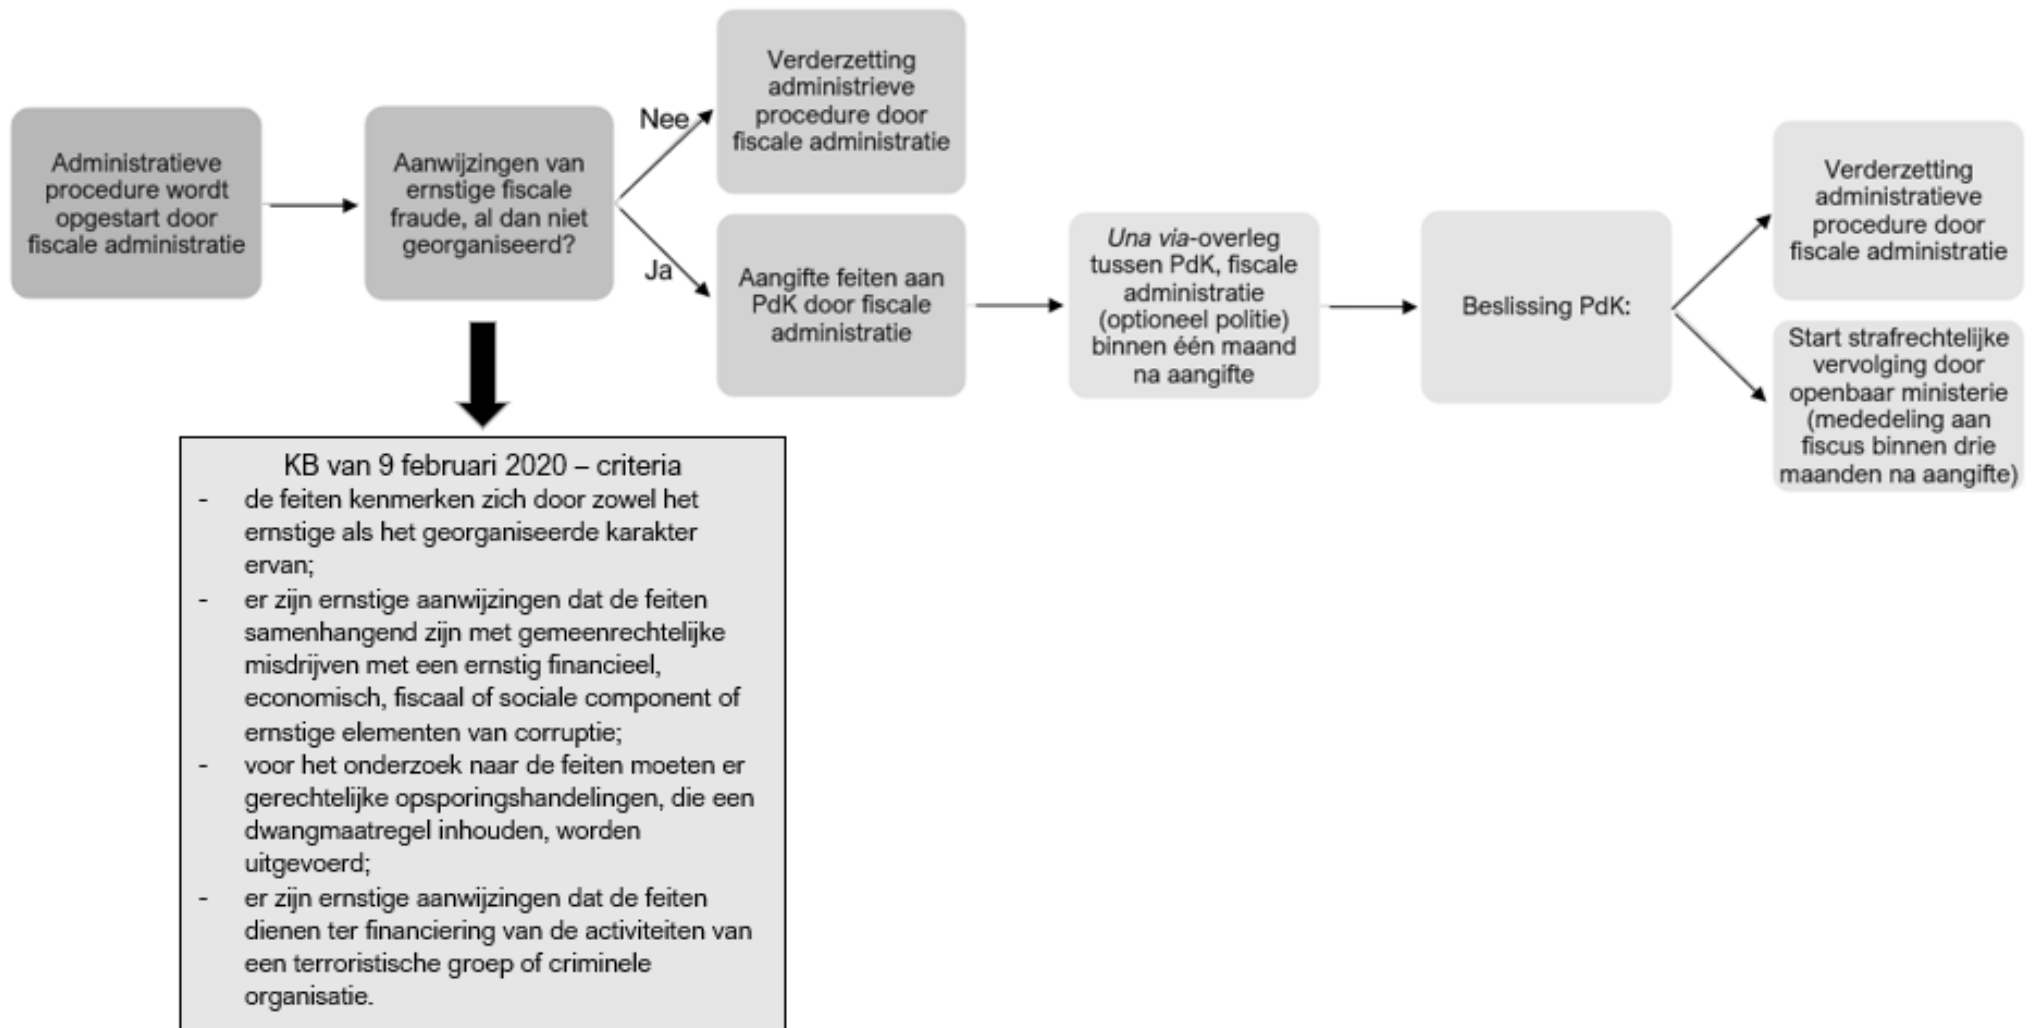 Administratieve
procedure wordt
opgestart door
fiscale administratie
Aanwijzingen van
ernstige fiscale
fraude, al dan niet
georganiseerd?
Nee
Ja
Verderzetting
administrieve
procedure door
fiscale administratie
Aangifte feiten aan
PdK door fiscale
administratie
Una via-overleg
tussen PdK, fiscale
administratie
(optioneel politie)
binnen één maand
na aangifte
Beslissing PdK:
Verderzetting
administratieve
procedure door
fiscale administratie
Start strafrechtelijke
vervolging door
openbaar ministerie
(mededeling aan
fiscus binnen drie
maanden na aangifte)
KB van 9 februari 2020 – criteria
- de feiten kenmerken zich door zowel het
ernstige als het georganiseerde karakter
ervan;
- er zijn ernstige aanwijzingen dat de feiten
samenhangend zijn met gemeenrechtelijke
misdrijven met een ernstig financieel,
economisch, fiscaal of sociale component of
ernstige elementen van corruptie;
- voor het onderzoek naar de feiten moeten er
gerechtelijke opsporingshandelingen, die een
dwangmaatregel inhouden, worden
uitgevoerd;
- er zijn ernstige aanwijzingen dat de feiten
dienen ter financiering van de activiteiten van
een terroristische groep of criminele
organisatie.